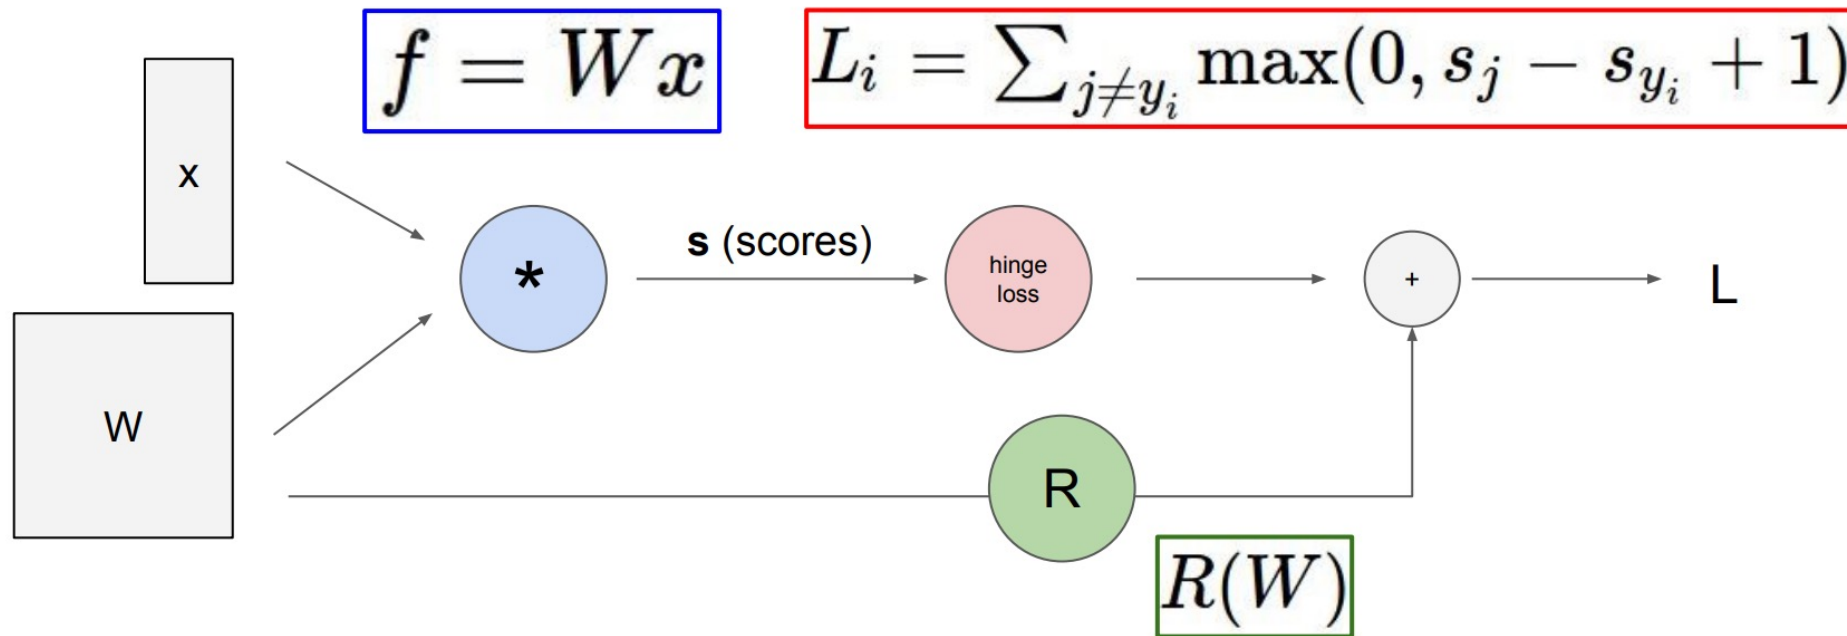 f = Wx
L_i = ∑_{j≠y_i} max(0, s_j − s_{y_i} + 1)
x
*
s (scores)
hinge
loss
+
L
W
R
R(W)